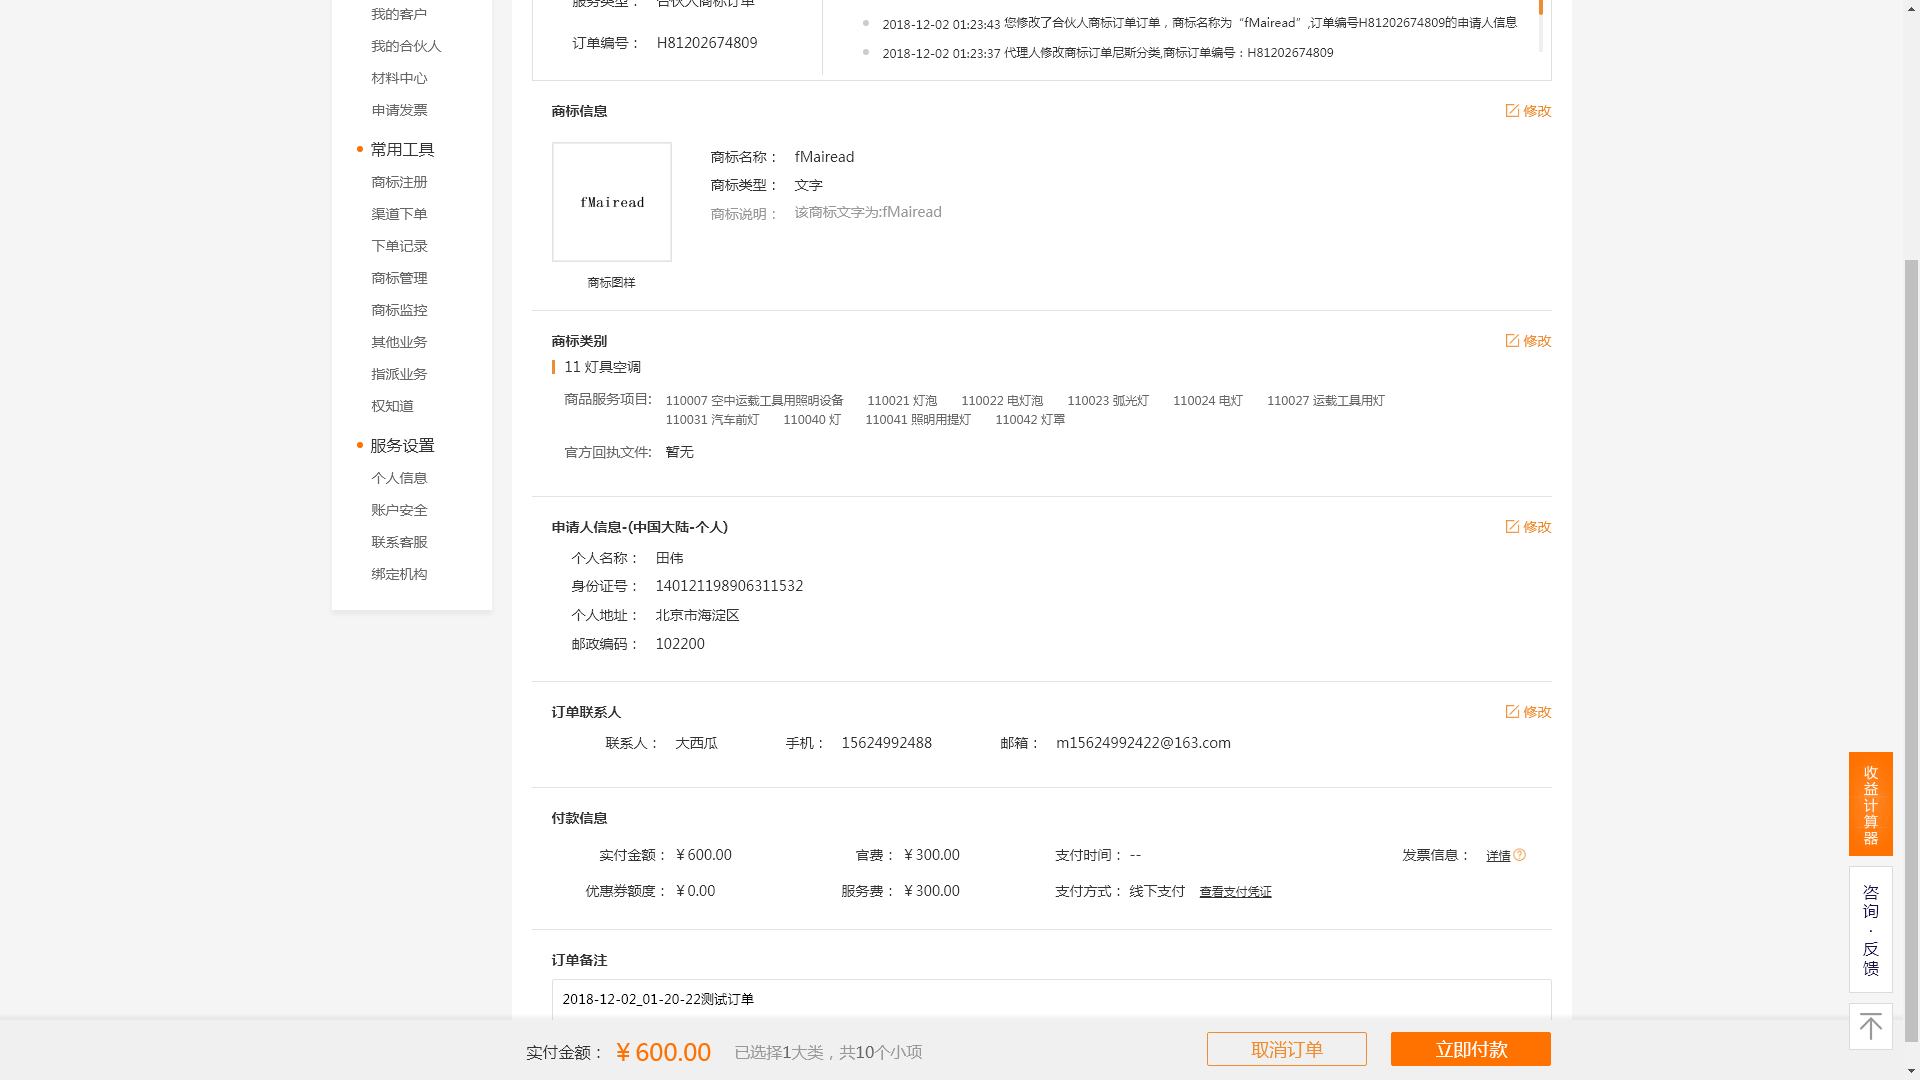 我的客户
我的合伙人
材料中心
申请发票
常用工具
商标注册
渠道下单
下单记录
商标管理
商标监控
其他业务
指派业务
权知道
服务设置
个人信息
账户安全
联系客服
绑定机构
服务类型： 合伙人商标订单
订单编号： H81202674809
2018-12-02 01:23:43 您修改了合伙人商标订单订单，商标名称为“fMairead”,订单编号H81202674809的申请人信息
2018-12-02 01:23:37 代理人修改商标订单尼斯分类,商标订单编号：H81202674809
商标信息 修改
fMairead
商标图样
商标名称： fMairead
商标类型： 文字
商标说明： 该商标文字为:fMairead
商标类别 修改
11 灯具空调
商品服务项目: 110007 空中运载工具用照明设备 110021 灯泡 110022 电灯泡 110023 弧光灯 110024 电灯 110027 运载工具用灯
110031 汽车前灯 110040 灯 110041 照明用提灯 110042 灯罩
官方回执文件: 暂无
申请人信息-(中国大陆-个人) 修改
个人名称： 田伟
身份证号： 140121198906311532
个人地址： 北京市海淀区
邮政编码： 102200
订单联系人 修改
联系人： 大西瓜 手机： 15624992488 邮箱： m15624992422@163.com
付款信息
实付金额： ¥600.00 官费： ¥300.00 支付时间： -- 发票信息： 详情
优惠券额度： ¥0.00 服务费： ¥300.00 支付方式： 线下支付 查看支付凭证
订单备注
2018-12-02_01-20-22测试订单
实付金额： ¥600.00 已选择1大类，共10个小项 取消订单 立即付款
收益计算器
咨询·反馈